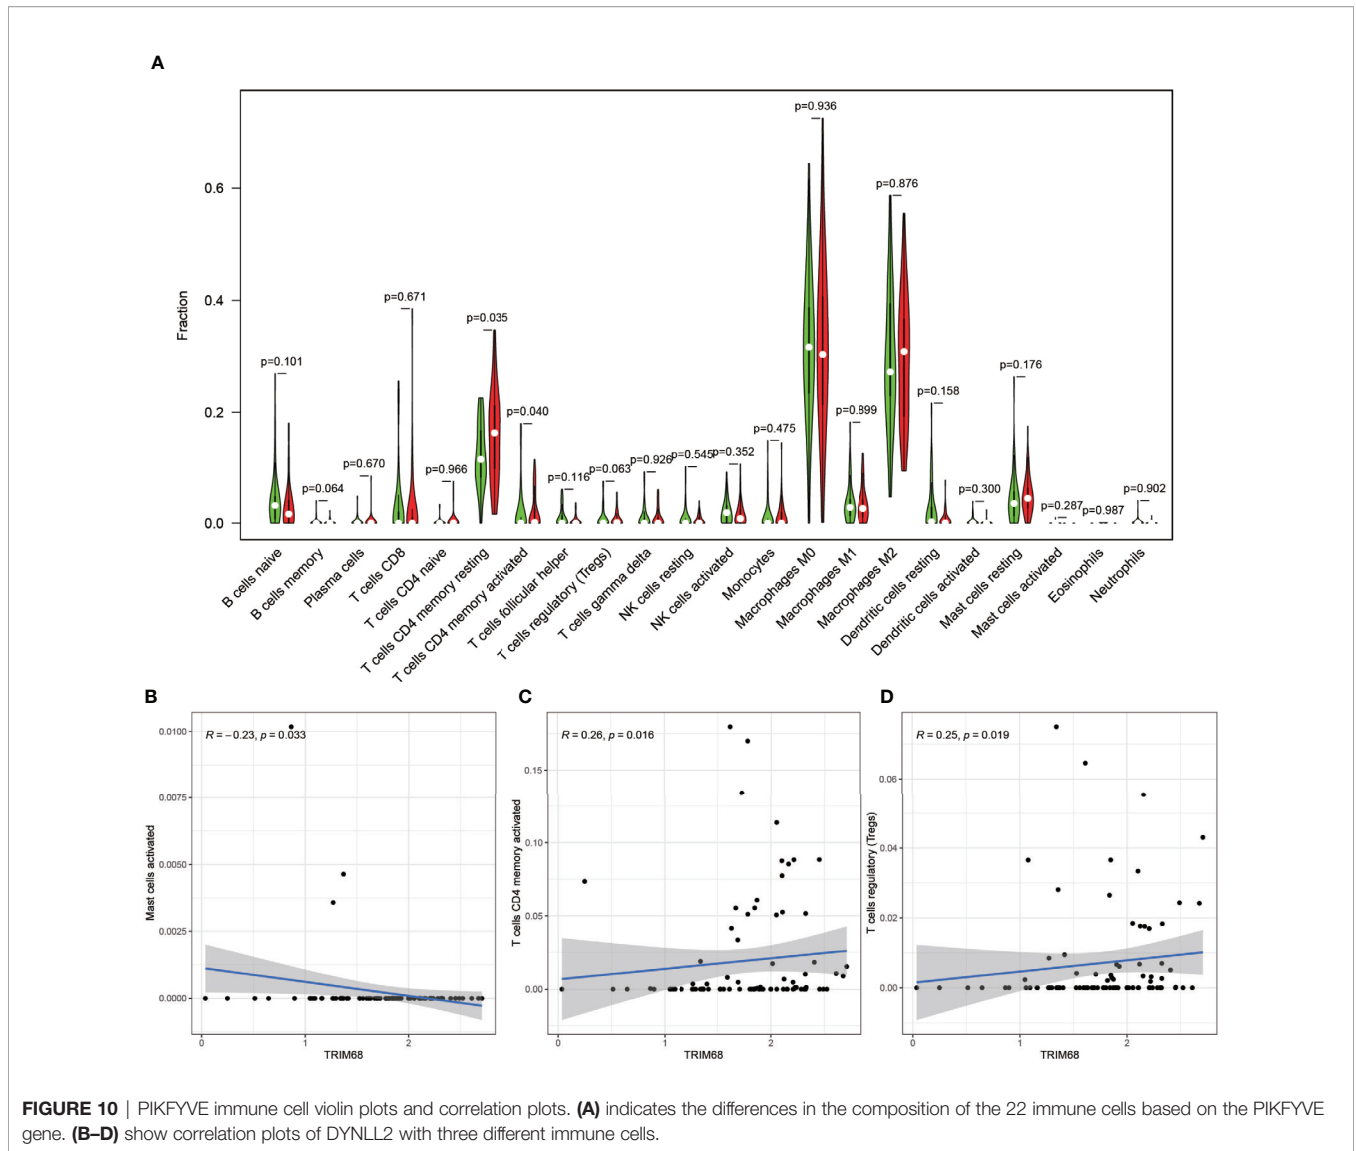 A
p=0.936
0.6
p=0.876
0.4
p=0.671
p=0.035
Fraction
p=0.101
p=0.176
p=0.158
0.2
p=0.040
p=0.899
p=0.475
p=0.670
p=0.966
p=0.926
p=0.545
p=0.352
p=0.064
p=0.116
p=0.063
p=0.300
p=0.287
p=0.987
p=0.902
0.0
B cells naive
B cells memory
Plasma cells
T cells CD8
T cells CD4 naive
T cells CD4 memory resting
T cells CD4 memory activated
T cells follicular helper
T cells regulatory (Tregs)
T cells gamma delta
NK cells resting
NK cells activated
Monocytes
Macrophages M0
Macrophages M1
Macrophages M2
Dendritic cells resting
Dendritic cells activated
Mast cells resting
Mast cells activated
Eosinophils
Neutrophils
B
R = −0.23, p = 0.033
0.0100
0.0075
0.0050
0.0025
0.0000
Mast cells activated
0 1 2
TRIM68
C
R = 0.26, p = 0.016
0.15
0.10
0.05
0.00
T cells CD4 memory activated
0 1 2
TRIM68
D
R = 0.25, p = 0.019
0.06
0.04
0.02
0.00
T cells regulatory (Tregs)
0 1 2
TRIM68
FIGURE 10 | PIKFYVE immune cell violin plots and correlation plots. (A) indicates the differences in the composition of the 22 immune cells based on the PIKFYVE
gene. (B–D) show correlation plots of DYNLL2 with three different immune cells.